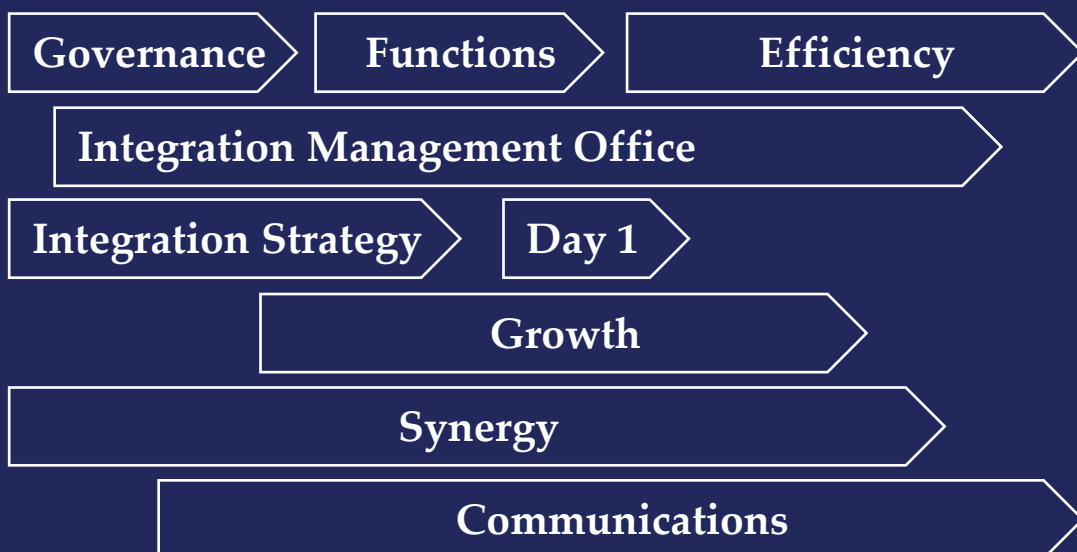 Governance Functions Efficiency
Integration Management Office
Integration Strategy Day 1
Growth
Synergy
Communications